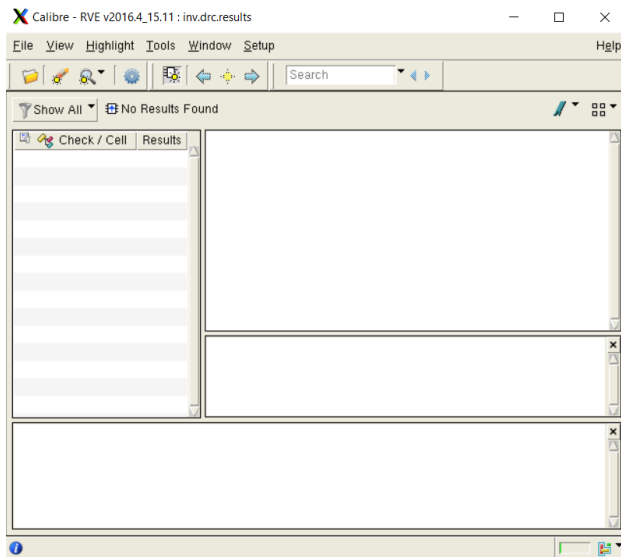 Calibre - RVE v2016.4_15.11 : inv.drc.results
File View Highlight Tools Window Setup Help
Search
Show All No Results Found
Check / Cell Results